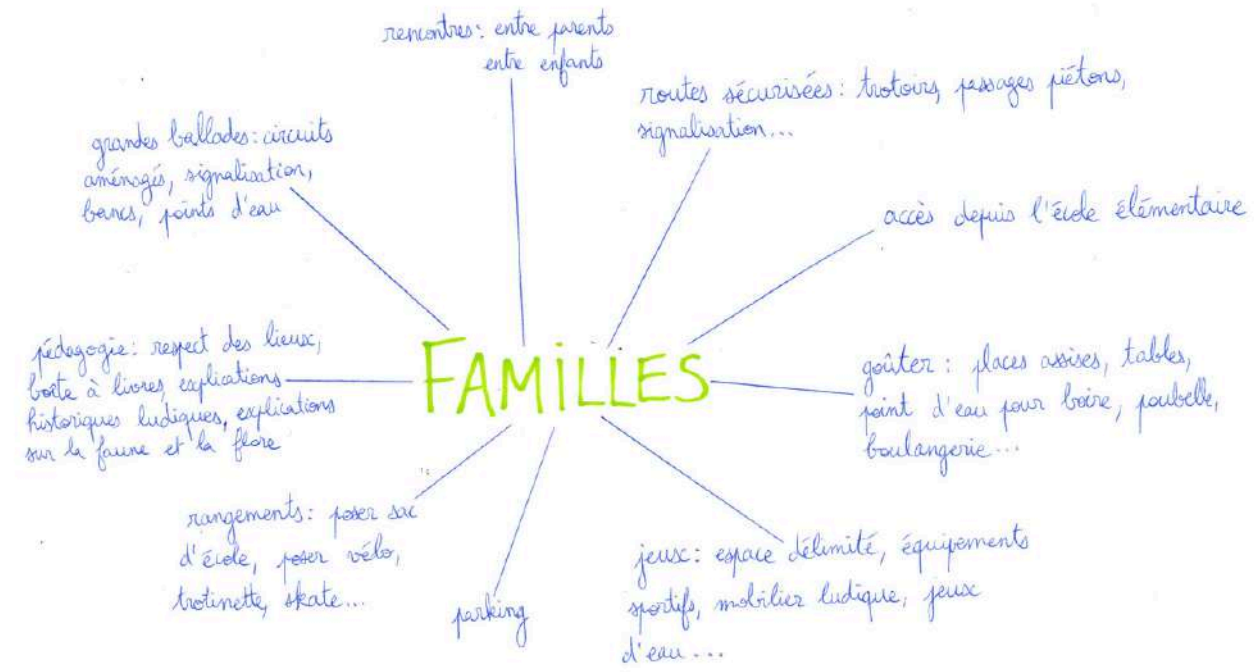 rencontres: entre parents
entre enfants
routes sécurisées: trotoirs, passages piétons,
signalisation...
grandes ballades: circuits
aménagés, signalisation,
bancs, points d'eau
accès depuis l'école élémentaire
FAMILLES
pédagogie: respect des lieux,
boîte à livres, explications
historiques ludiques, explications
sur la faune et la flore
goûter: places assises, tables,
point d'eau pour boire, poubelle,
boulangerie...
rangements: poser sac
d'école, poser vélo,
trotinette, skate...
parking
jeux: espace délimité, équipements
sportifs, mobilier ludique, jeux
d'eau...